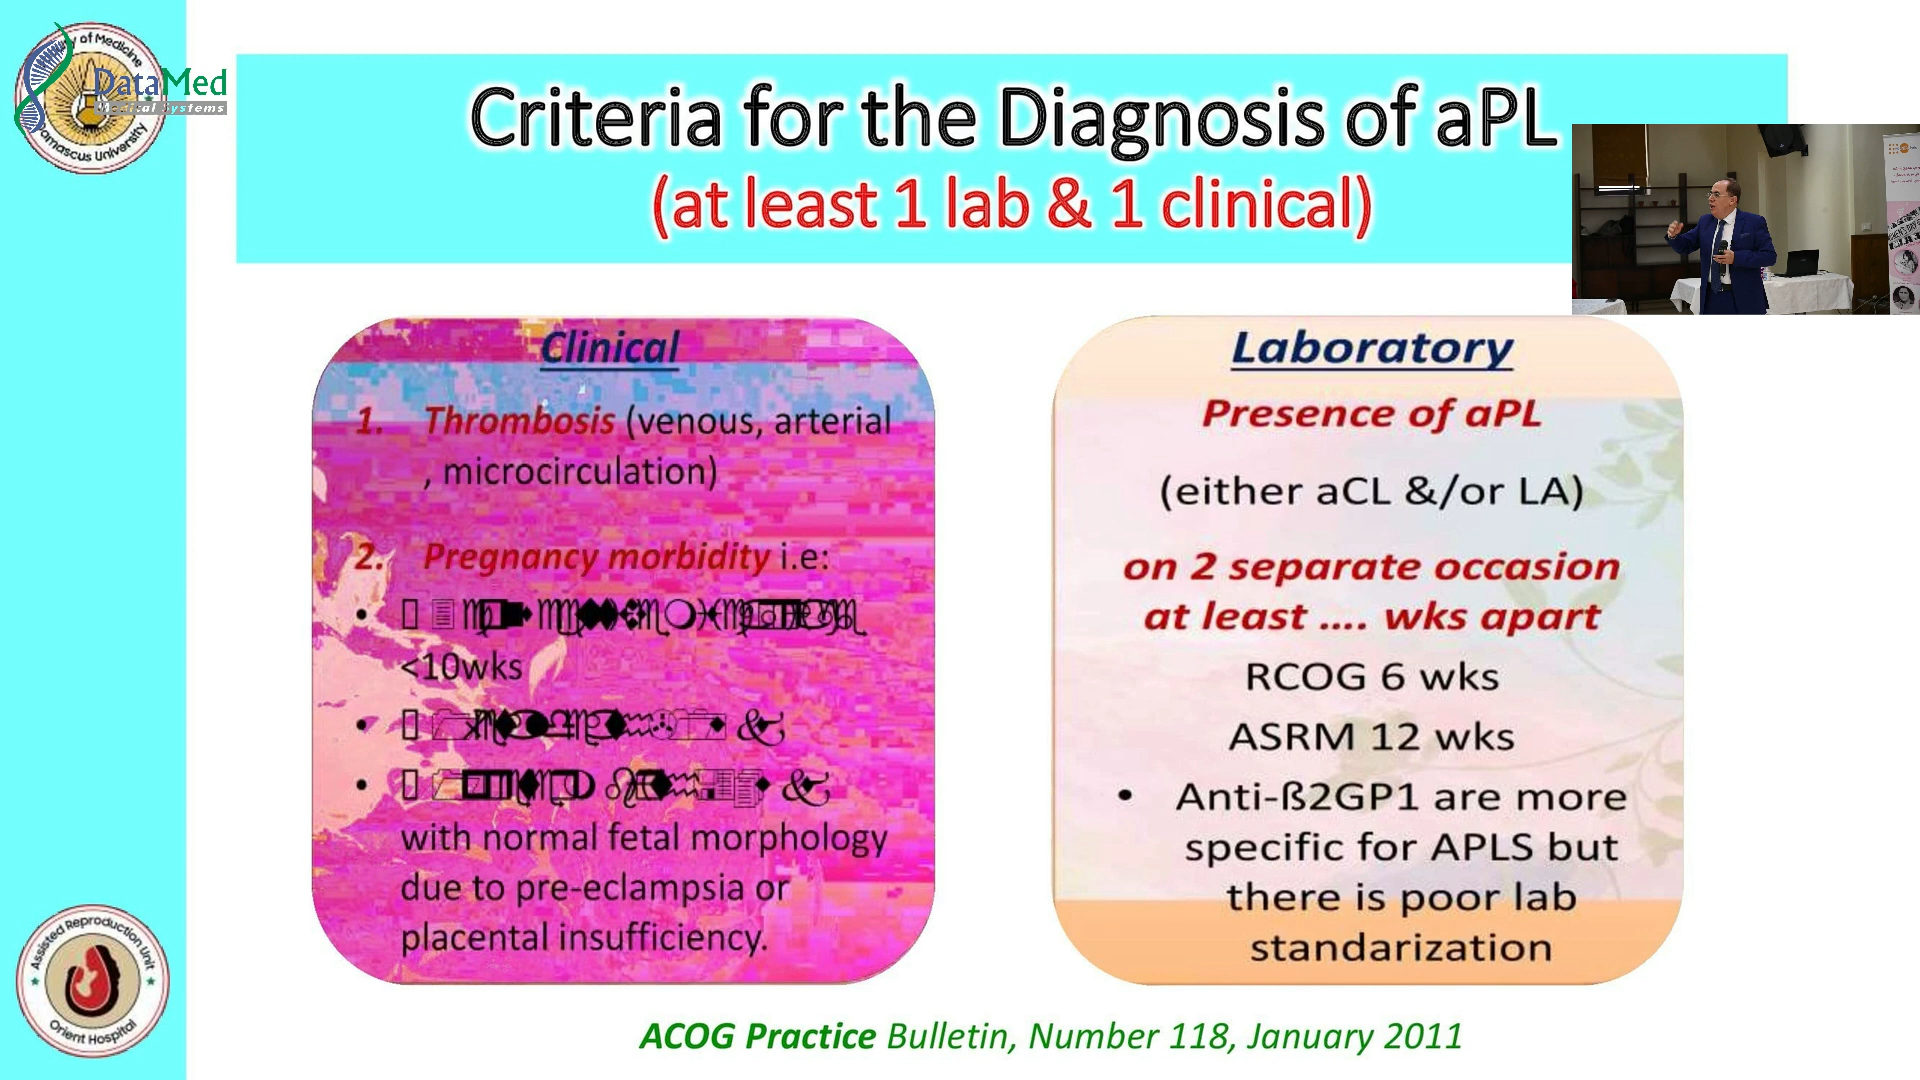 DataMed
Medical Systems
Criteria for the Diagnosis of aPL
(at least 1 lab & 1 clinical)
Clinical
1. Thrombosis (venous, arterial
, microcirculation)
2. Pregnancy morbidity i.e:
<10wks
with normal fetal morphology
due to pre-eclampsia or
placental insufficiency.
Laboratory
Presence of aPL
(either aCL &/or LA)
on 2 separate occasion
at least .... wks apart
RCOG 6 wks
ASRM 12 wks
• Anti-ß2GP1 are more
specific for APLS but
there is poor lab
standarization
ACOG Practice Bulletin, Number 118, January 2011
of Medicine
University
Assisted Reproduction Unit
Orient Hospital